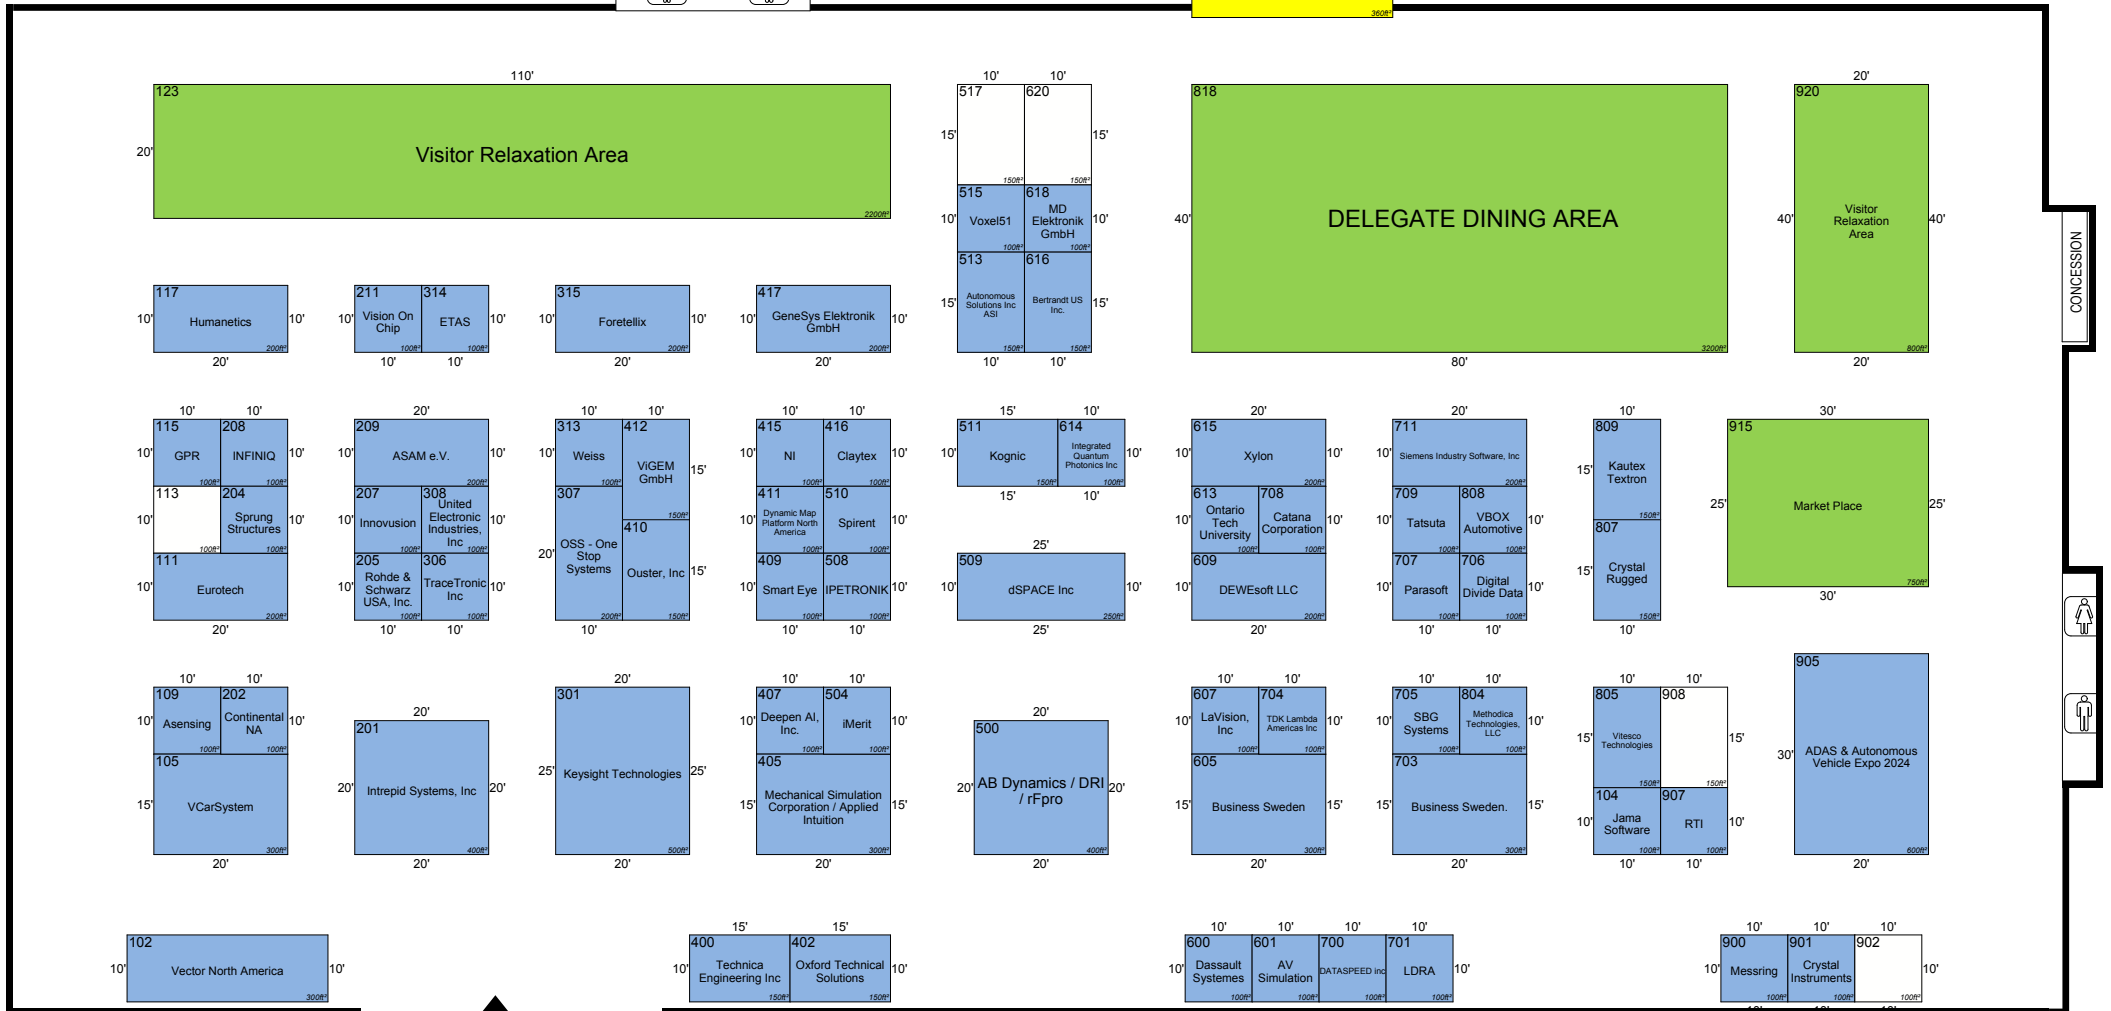 360ft²
110'
10' 10'
20'
123
Visitor Relaxation Area
20'
2200ft²
517
620
15'
15'
150ft²
150ft²
515
Voxel51
10'
100ft²
618
MD
Elektronik
GmbH
10'
100ft²
513
Autonomous
Solutions Inc
ASI
15'
150ft²
616
Bertrandt US
Inc.
15'
150ft²
10' 10'
818
DELEGATE DINING AREA
40'
3200ft²
80'
920
Visitor
Relaxation
Area
40'
40'
800ft²
20'
CONCESSION
117
Humanetics
10'
10'
200ft²
20'
211
Vision On
Chip
10'
100ft²
10'
314
ETAS
10'
100ft²
10'
315
Foretellix
10'
10'
200ft²
20'
417
GeneSys Elektronik
GmbH
10'
10'
200ft²
20'
10' 10'
115
GPR
10'
100ft²
208
INFINIQ
10'
100ft²
113
10'
100ft²
204
Sprung
Structures
10'
100ft²
111
Eurotech
10'
10'
200ft²
20'
20'
209
ASAM e.V.
10'
10'
200ft²
207
Innovusion
10'
100ft²
308
United
Electronic
Industries,
Inc
10'
100ft²
205
Rohde &
Schwarz
USA, Inc.
10'
100ft²
306
TraceTronic
Inc
10'
100ft²
10' 10'
10' 10'
313
Weiss
10'
100ft²
412
ViGEM
GmbH
15'
150ft²
307
OSS - One
Stop
Systems
20'
200ft²
410
Ouster, Inc
15'
150ft²
10'
10' 10'
415
NI
10'
100ft²
416
Claytex
10'
100ft²
411
Dynamic Map
Platform North
America
10'
100ft²
510
Spirent
10'
100ft²
409
Smart Eye
10'
100ft²
508
IPETRONIK
10'
100ft²
10' 10'
15' 10'
511
Kognic
10'
150ft²
614
Integrated
Quantum
Photonics Inc
10'
100ft²
15' 10'
25'
509
dSPACE Inc
10'
10'
250ft²
25'
20'
615
Xylon
10'
10'
200ft²
613
Ontario
Tech
University
10'
100ft²
708
Catana
Corporation
10'
100ft²
609
DEWEsoft LLC
10'
10'
200ft²
20'
20'
711
Siemens Industry Software, Inc
10'
10'
200ft²
709
Tatsuta
10'
100ft²
808
VBOX
Automotive
10'
100ft²
707
Parasoft
10'
100ft²
706
Digital
Divide Data
10'
100ft²
10' 10'
10'
809
Kautex
Textron
15'
150ft²
807
Crystal
Rugged
15'
150ft²
10'
30'
915
Market Place
25'
25'
750ft²
30'
10' 10'
109
Asensing
10'
100ft²
202
Continental
NA
10'
100ft²
105
VCarSystem
15'
300ft²
20'
20'
201
Intrepid Systems, Inc
20'
20'
400ft²
20'
20'
301
Keysight Technologies
25'
25'
500ft²
20'
10' 10'
407
Deepen AI,
Inc.
10'
100ft²
504
iMerit
10'
100ft²
405
Mechanical Simulation
Corporation / Applied
Intuition
15'
15'
300ft²
20'
20'
500
AB Dynamics / DRI
/ rFpro
20'
20'
400ft²
20'
10' 10'
607
LaVision,
Inc
10'
100ft²
704
TDK Lambda
Americas Inc
10'
100ft²
605
Business Sweden
15'
15'
300ft²
20'
10' 10'
705
SBG
Systems
10'
100ft²
804
Methodica
Technologies,
LLC
10'
100ft²
703
Business Sweden.
15'
15'
300ft²
20'
10' 10'
805
Vitesco
Technologies
15'
150ft²
908
15'
150ft²
104
Jama
Software
10'
100ft²
907
RTI
10'
100ft²
10' 10'
905
ADAS & Autonomous
Vehicle Expo 2024
30'
600ft²
20'
102
Vector North America
10'
10'
300ft²
15' 15'
400
Technica
Engineering Inc
10'
150ft²
402
Oxford Technical
Solutions
10'
150ft²
10' 10' 10' 10'
600
Dassault
Systemes
10'
100ft²
601
AV
Simulation
100ft²
700
DATASPEED inc
100ft²
701
LDRA
10'
100ft²
10' 10' 10'
900
Messring
10'
100ft²
901
Crystal
Instruments
100ft²
902
10'
100ft²